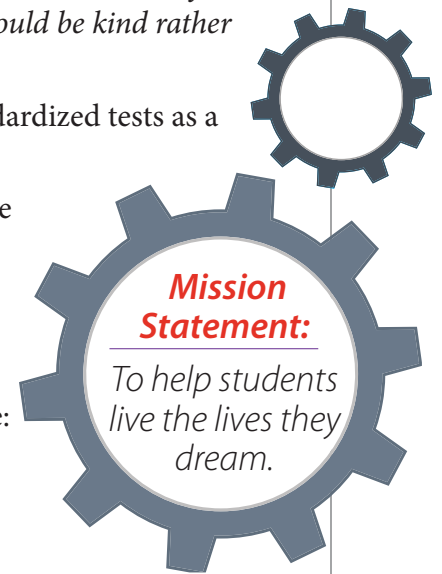 ould be kind rather
dardized tests as a
e
Mission
Statement:
To help students
live the lives they
dream.
: